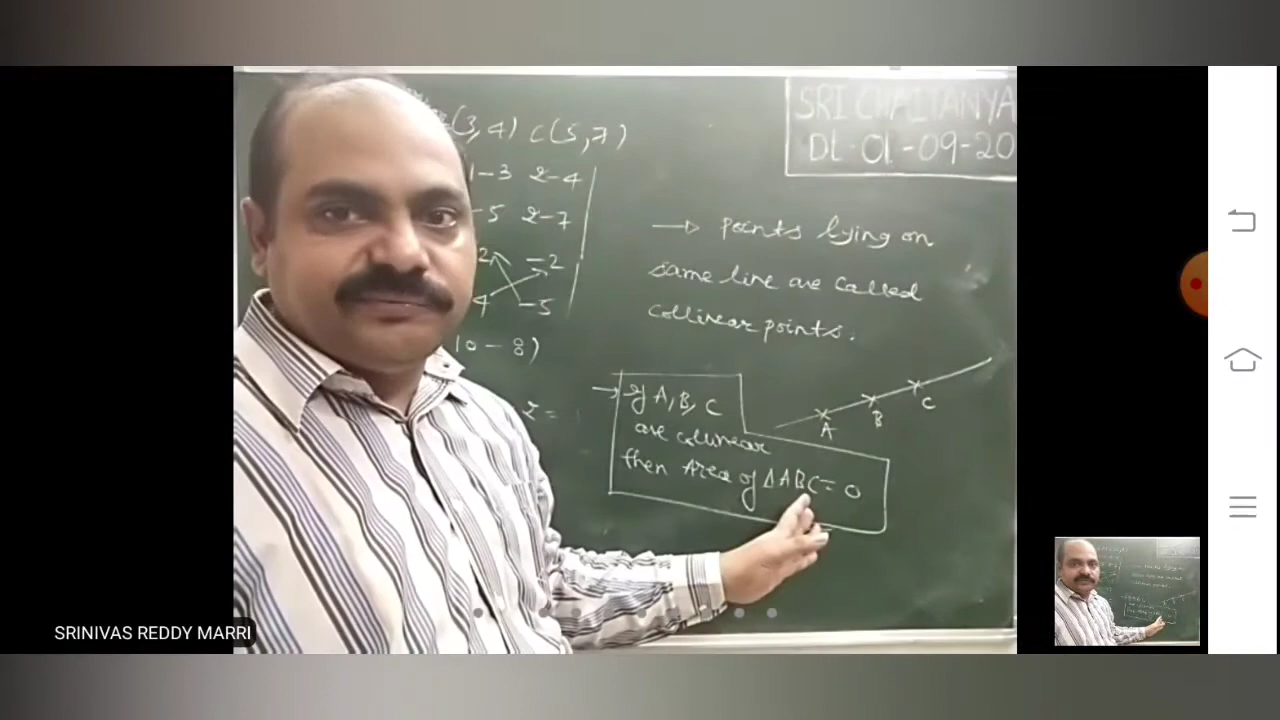 SRI CHAITANYA
Dt-01-09-20
(3,4) C(5,7)
1-3 2-4
-5 2-7
2 -2
4 -5
10-8)
→ points lying on
same line are called
collinear points.
A B C
→ If A, B, C
are collinear
then Area of ΔABC = 0
SRINIVAS REDDY MARRI